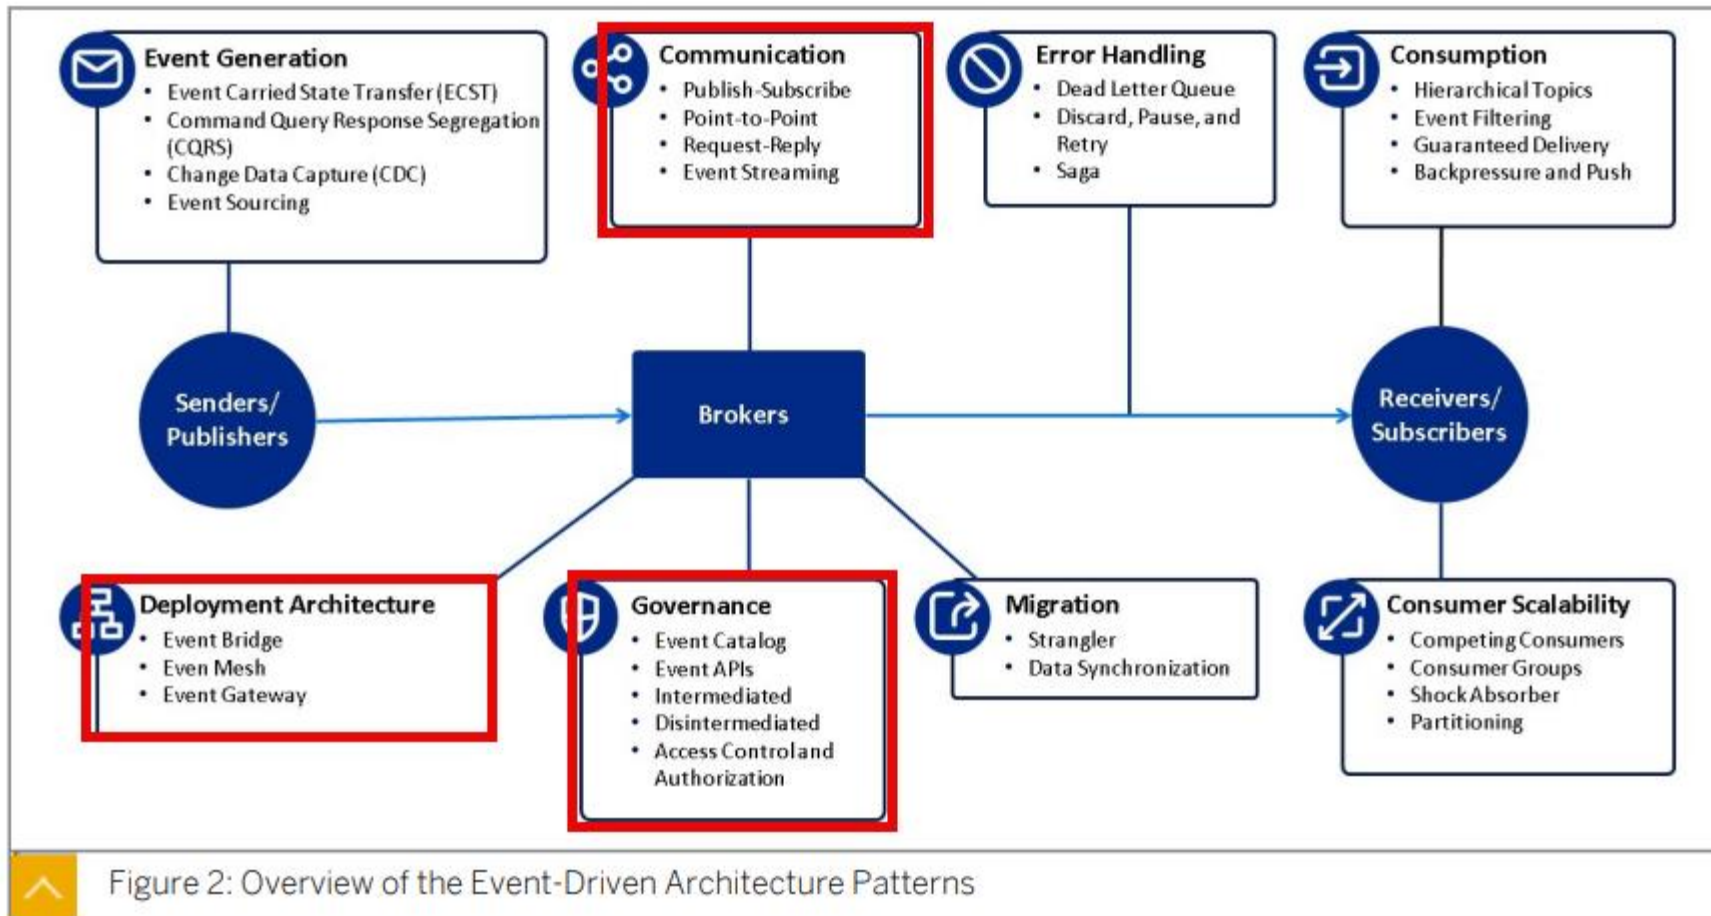 Event Generation
• Event Carried State Transfer (ECST)
• Command Query Response Segregation
(CQRS)
• Change Data Capture (CDC)
• Event Sourcing
Communication
• Publish-Subscribe
• Point-to-Point
• Request-Reply
• Event Streaming
Error Handling
• Dead Letter Queue
• Discard, Pause, and
Retry
• Saga
Consumption
• Hierarchical Topics
• Event Filtering
• Guaranteed Delivery
• Backpressure and Push
Senders/
Publishers
Brokers
Receivers/
Subscribers
Deployment Architecture
• Event Bridge
• Even Mesh
• Event Gateway
Governance
• Event Catalog
• Event APIs
• Intermediated
• Disintermediated
• Access Control and
Authorization
Migration
• Strangler
• Data Synchronization
Consumer Scalability
• Competing Consumers
• Consumer Groups
• Shock Absorber
• Partitioning
Figure 2: Overview of the Event-Driven Architecture Patterns